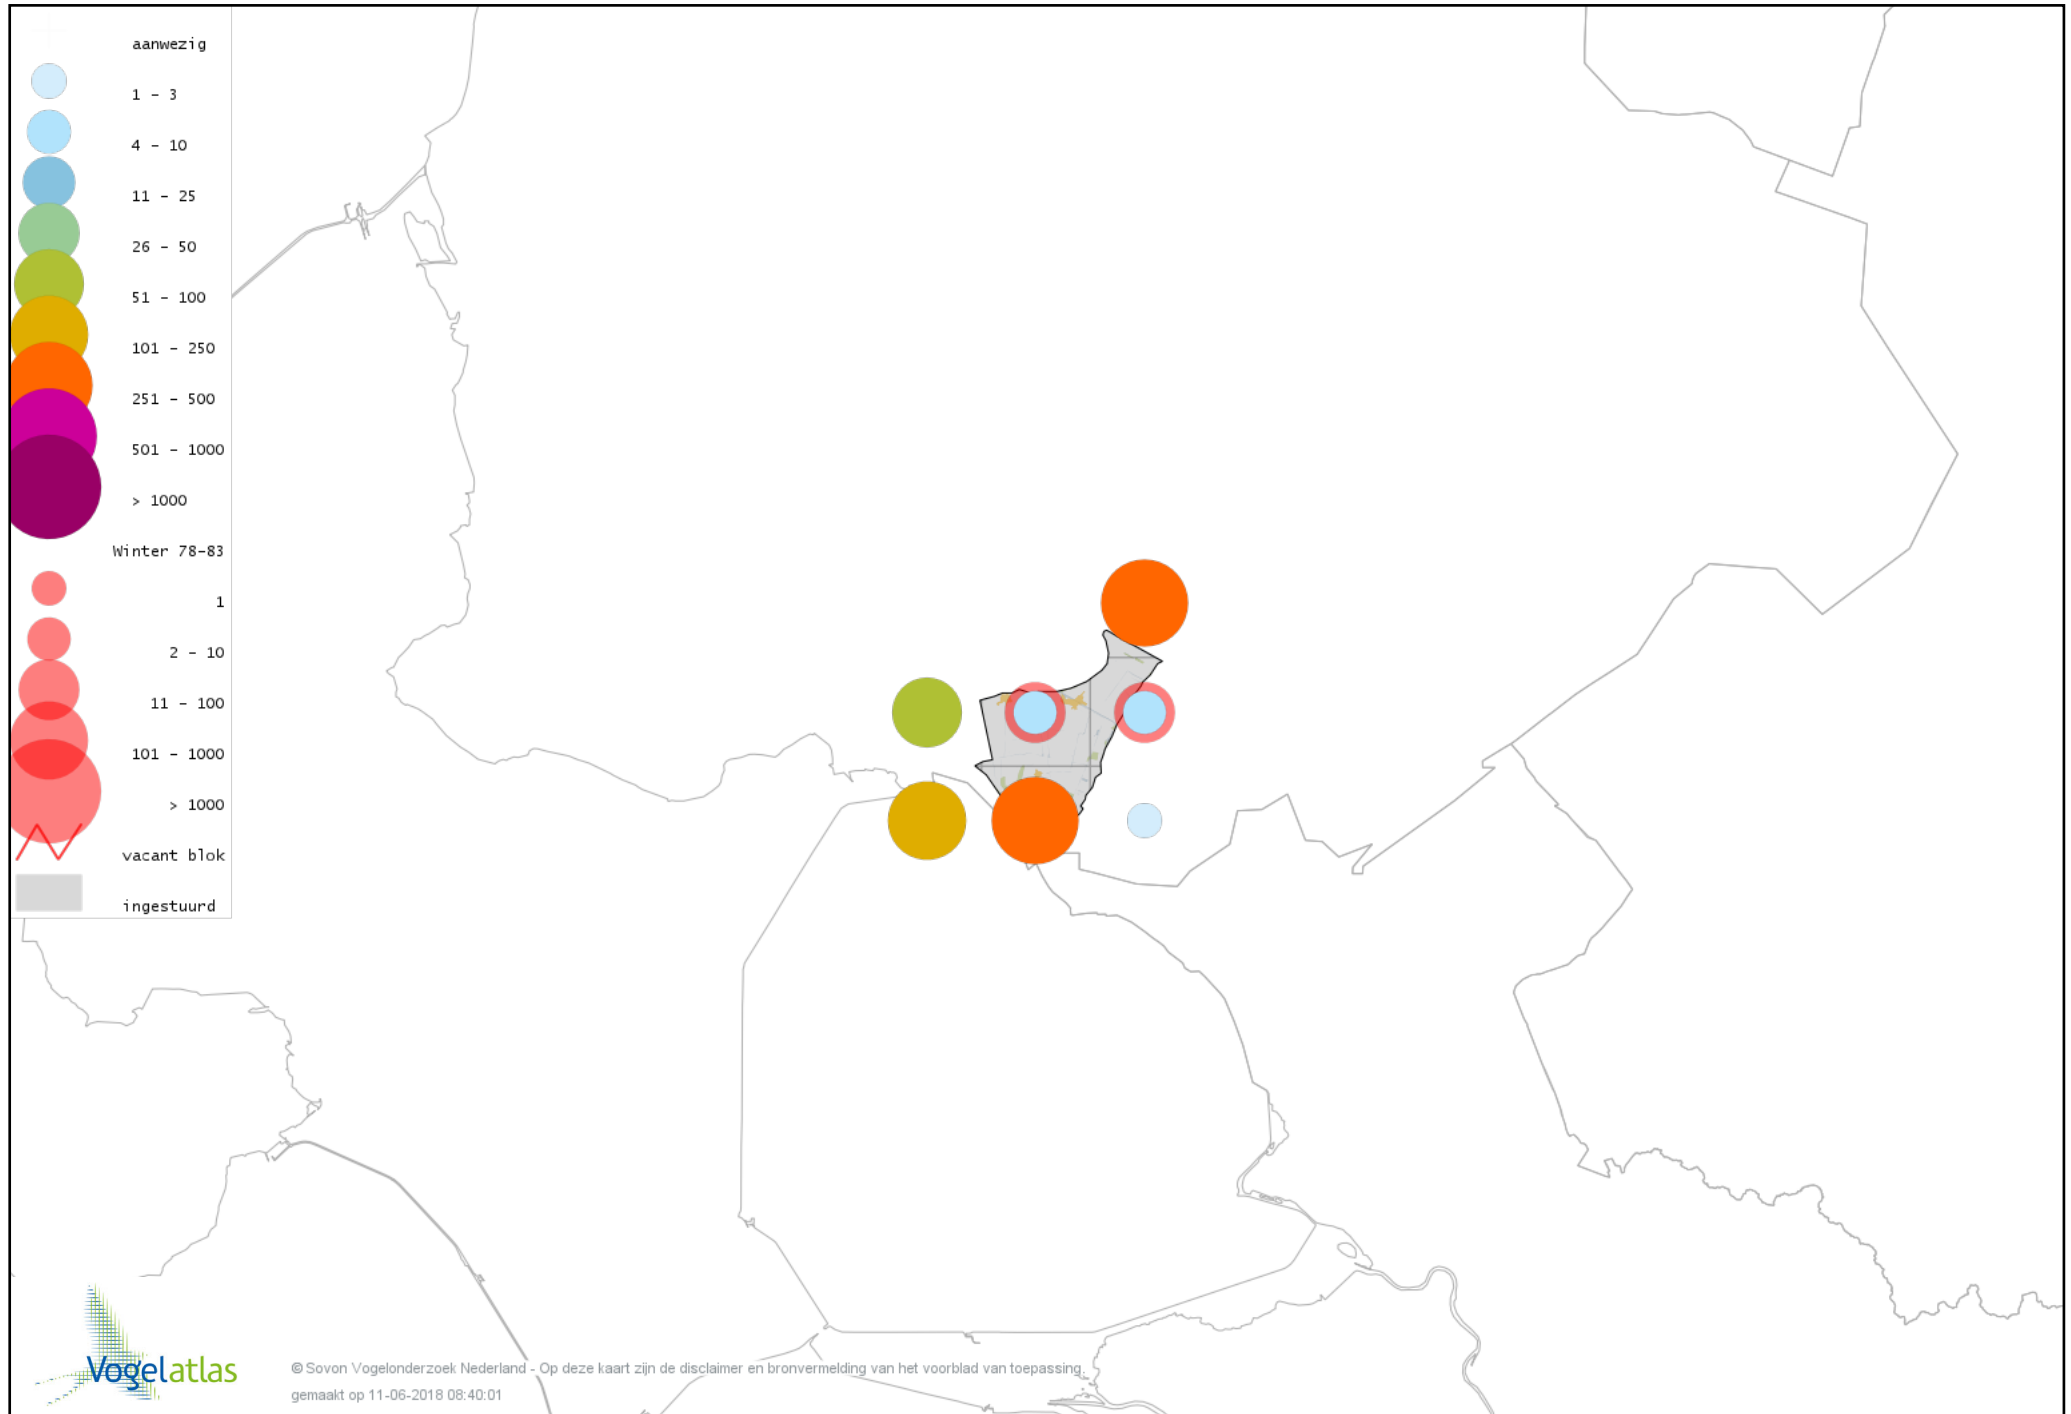 aanwezig
1 - 3
4 - 10
11 - 25
26 - 50
51 - 100
101 - 250
251 - 500
501 - 1000
> 1000
Winter 78-83
1
2 - 10
11 - 100
101 - 1000
> 1000
vacant blok
ingestuurd
Vogelatlas
© Sovon Vogelonderzoek Nederland - Op deze kaart zijn de disclaimer en bronvermelding van het voorblad van toepassing.
gemaakt op 11-06-2018 08:40:01